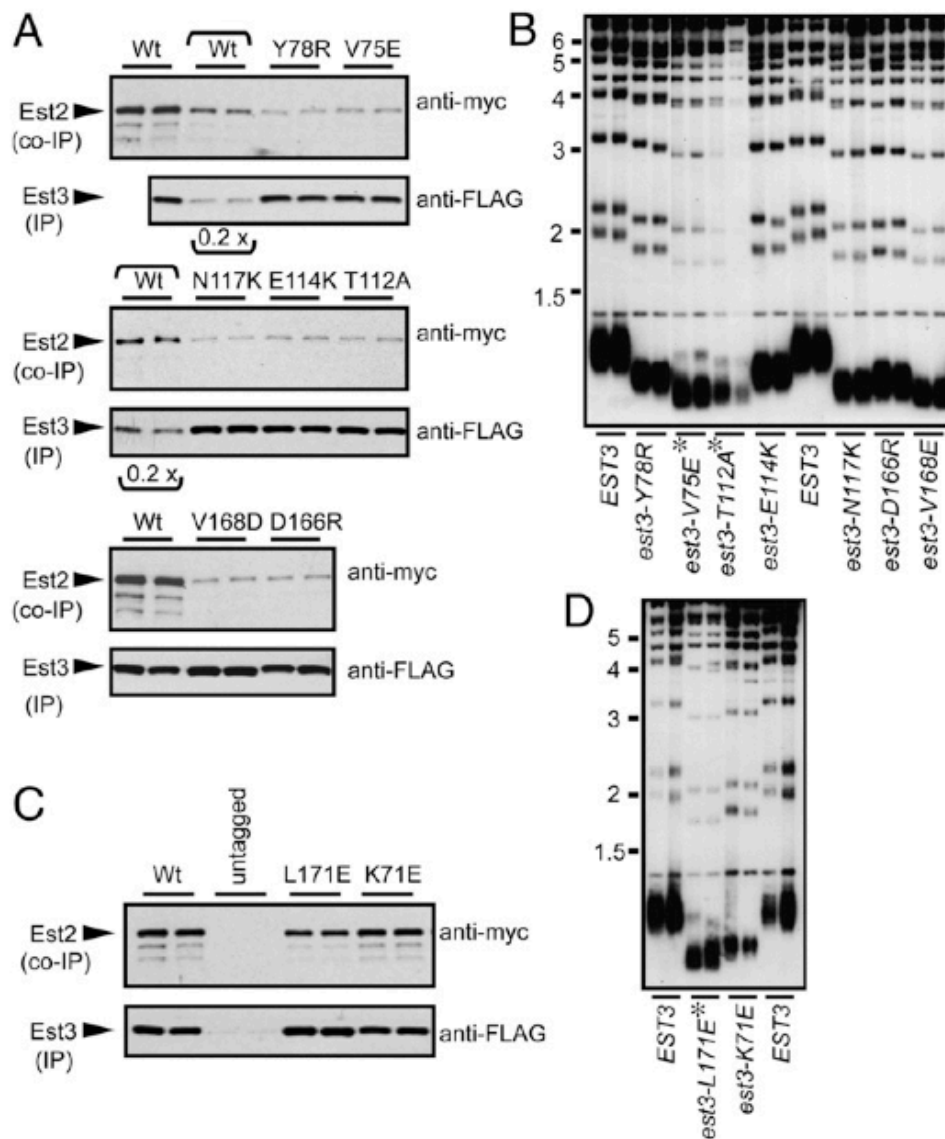 A
Wt Wt Y78R V75E
Est2 anti-myc
(co-IP)
Est3 anti-FLAG
(IP)
0.2 x
Wt N117K E114K T112A
Est2 anti-myc
(co-IP)
Est3 anti-FLAG
(IP)
0.2 x
Wt V168D D166R
Est2 anti-myc
(co-IP)
Est3 anti-FLAG
(IP)
B
6
5
4
3
2
1.5
EST3
est3-Y78R
est3-V75E*
est3-T112A*
est3-E114K
EST3
est3-N117K
est3-D166R
est3-V168E
C
Wt untagged L171E K71E
Est2 anti-myc
(co-IP)
Est3 anti-FLAG
(IP)
D
5
4
3
2
1.5
EST3
est3-L171E*
est3-K71E
EST3